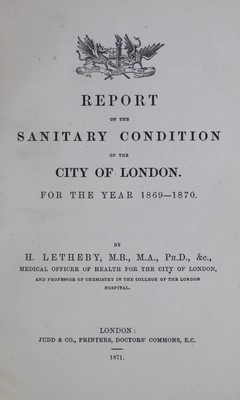 REPORT
ON THE
SANITARY CONDITION
OF THE
CITY OF LONDON.
FOR THE YEAR 1869—1870.
BY
H. LETHEBY, M.B., M.A., PH.D., &c.,
MEDICAL OFFICER OF HEALTH FOR THE CITY OF LONDON,
AND PROFESSOR OF CHEMISTRY IN THE COLLEGE OF THE LONDON
HOSPITAL.
LONDON:
JUDD & CO., PRINTERS, DOCTORS' COMMONS, E.C.
1871.